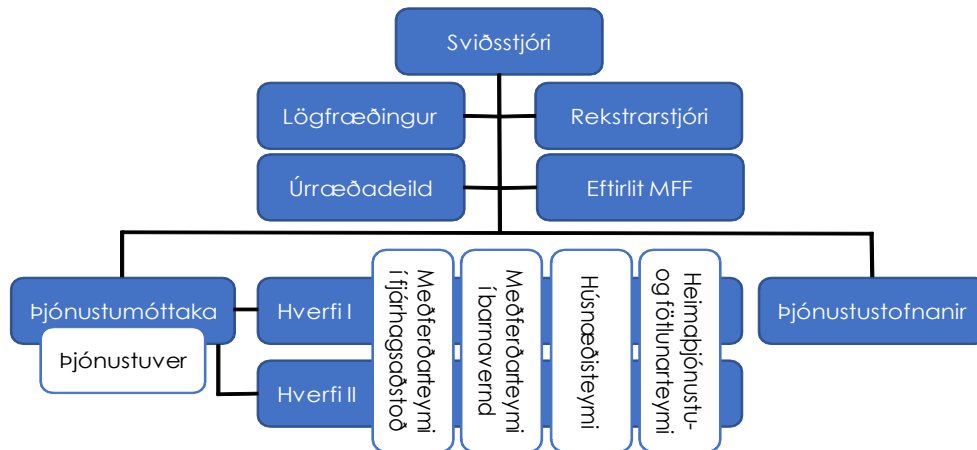 Sviðsstjóri
Lögfræðingur
Rekstrarstjóri
Úrræðadeild
Eftirlit MFF
Þjónustumóttaka
Þjónustuver
Hverfi I
Hverfi II
Meðferðarteymi
í fjárhagsaðstoð
Meðferðarteymi
í barnavernd
Húsnæðisteymi
Heimaþjónustu-
og fötlunarteymi
Þjónustustofnanir